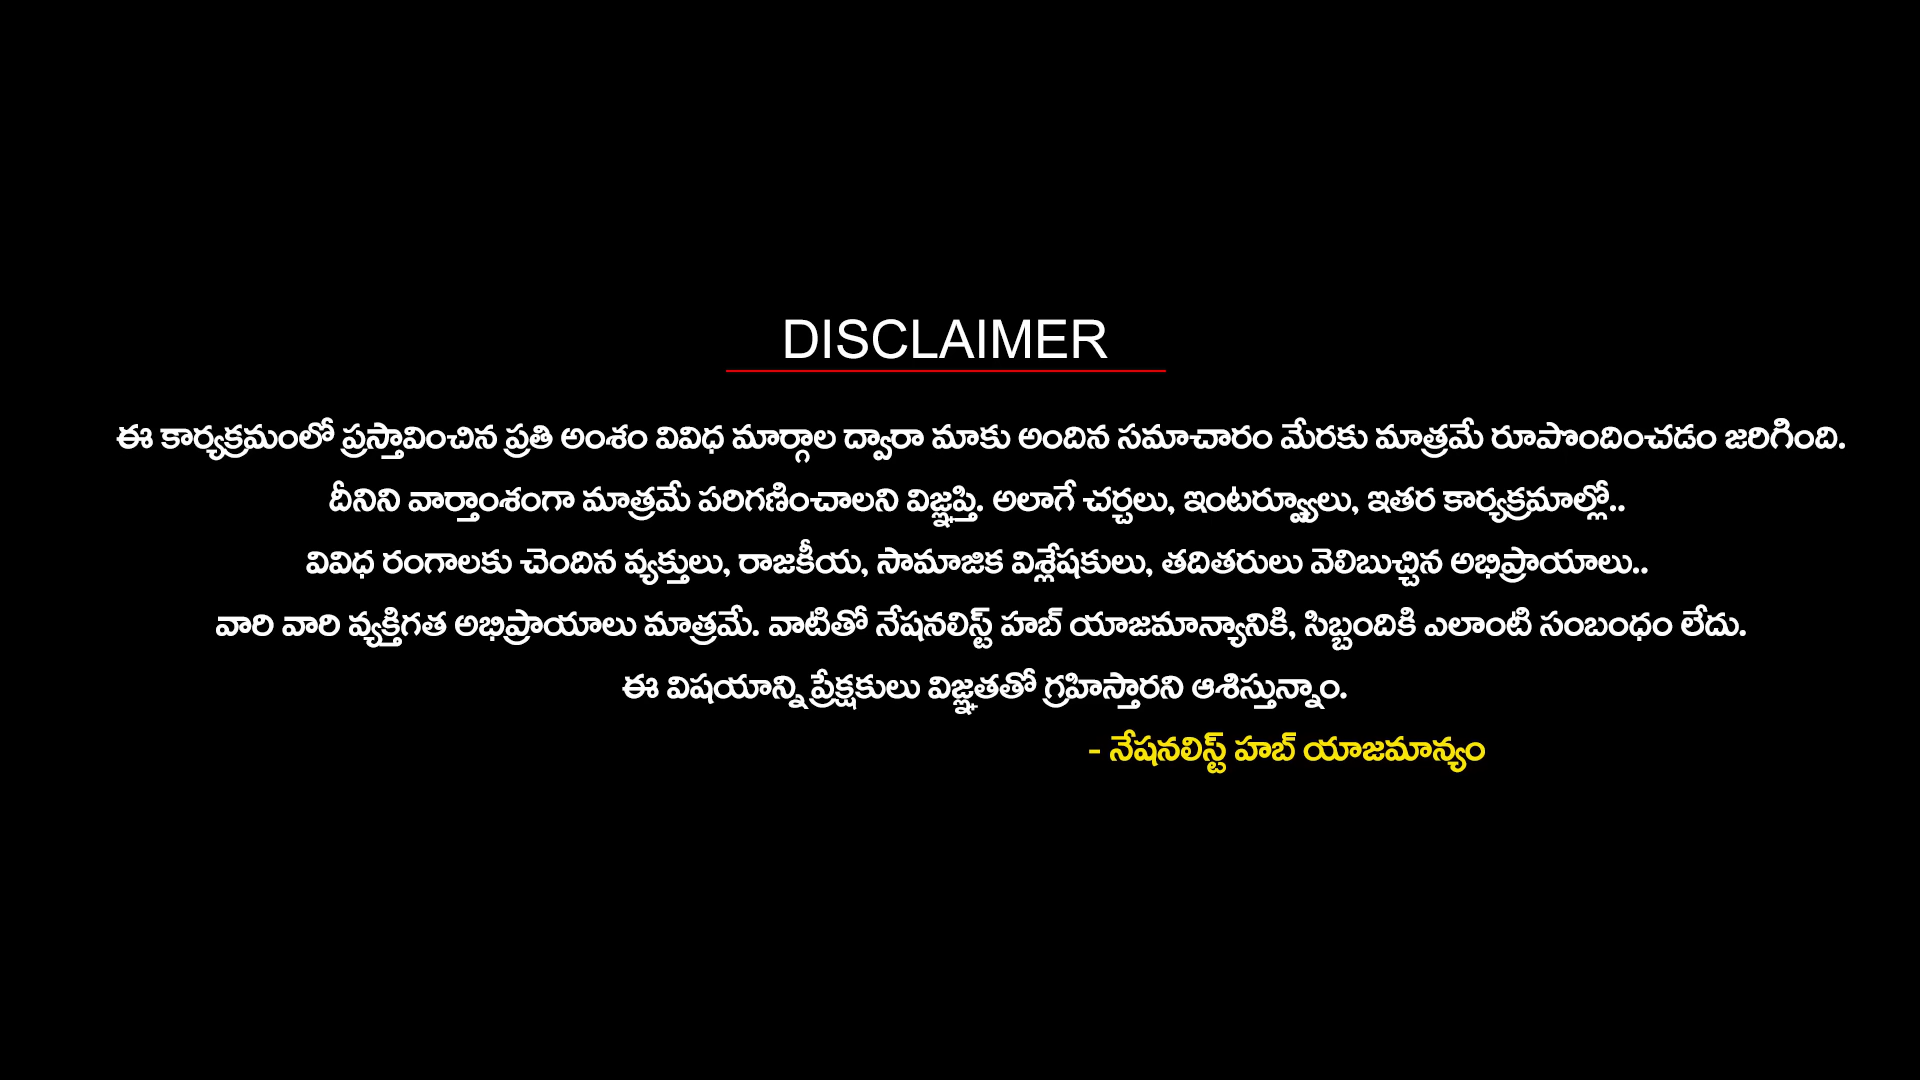 DISCLAIMER
ఈ కార్యక్రమంలో ప్రస్తావించిన ప్రతి అంశం వివిధ మార్గాల ద్వారా మాకు అందిన సమాచారం మేరకు మాత్రమే రూపొందించడం జరిగింది.
దీనిని వార్తాంశంగా మాత్రమే పరిగణించాలని విజ్ఞప్తి. అలాగే చర్చలు, ఇంటర్వ్యూలు, ఇతర కార్యక్రమాల్లో..
వివిధ రంగాలకు చెందిన వ్యక్తులు, రాజకీయ, సామాజిక విశ్లేషకులు, తదితరులు వెలిబుచ్చిన అభిప్రాయాలు..
వారి వారి వ్యక్తిగత అభిప్రాయాలు మాత్రమే. వాటితో నేషనలిస్ట్ హబ్ యాజమాన్యానికి, సిబ్బందికి ఎలాంటి సంబంధం లేదు.
ఈ విషయాన్ని ప్రేక్షకులు విజ్ఞతతో గ్రహిస్తారని ఆశిస్తున్నాం.
- నేషనలిస్ట్ హబ్ యాజమాన్యం